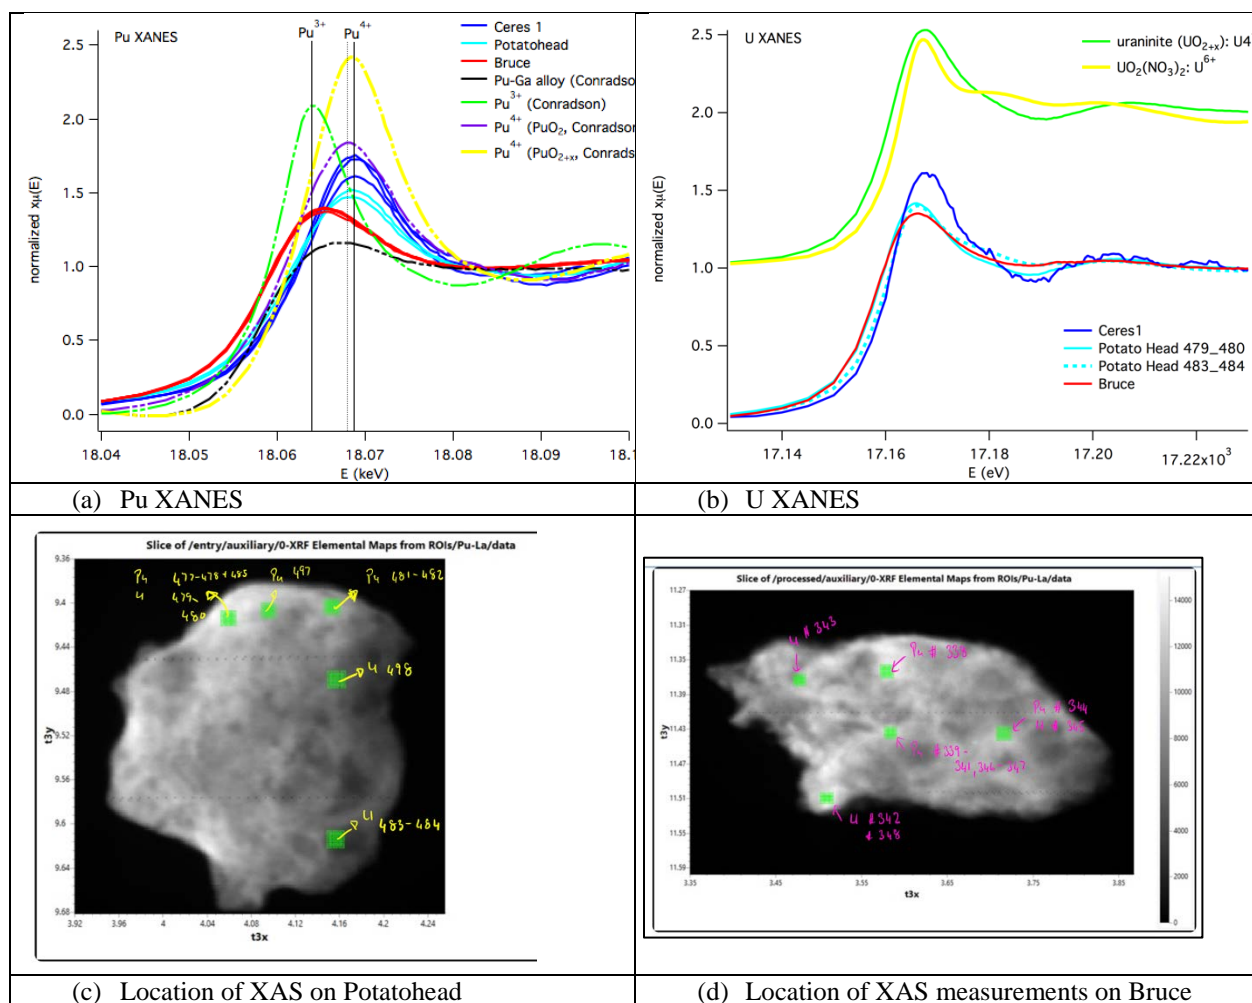 Pu XANES
Pu3+
Pu4+
Ceres 1
Potatohead
Bruce
Pu-Ga alloy (Conradso
Pu3+ (Conradson)
Pu4+ (PuO2, Conradson
Pu4+ (PuO2+x, Conrads
normalized xμ(E)
2.5
2.0
1.5
1.0
0.5
0.0
18.04 18.05 18.06 18.07 18.08 18.09 18.1
E (keV)
U XANES
uraninite (UO2+x): U4
UO2(NO3)2: U6+
normalized xμ(E)
2.5
2.0
1.5
1.0
0.5
0.0
Ceres1
Potato Head 479_480
Potato Head 483_484
Bruce
17.14 17.16 17.18 17.20 17.22x10³
E (eV)
(a) Pu XANES
(b) U XANES
Slice of /entry/auxiliary/0-XRF Elemental Maps from ROIs/Pu-La/data
Pu 477-478+485
U 479-
480
Pu 497
Pu 481-482
U 498
U 483-484
9.36
9.4
9.44
9.48
9.52
9.56
9.6
9.64
9.68
t3y
3.92 3.96 4 4.04 4.08 4.12 4.16 4.2 4.24
t3x
Slice of /processed/auxiliary/0-XRF Elemental Maps from ROIs/Pu-La/data
U #343
Pu # 338
Pu # 344
U # 345
Pu #339-
341, 346-347
U #342
#348
11.27
11.31
11.35
11.39
11.43
11.47
11.51
11.55
11.59
t3y
3.35 3.45 3.55 3.65 3.75 3.85
t3x
14000
12000
10000
8000
6000
4000
2000
0
(c) Location of XAS on Potatohead
(d) Location of XAS measurements on Bruce